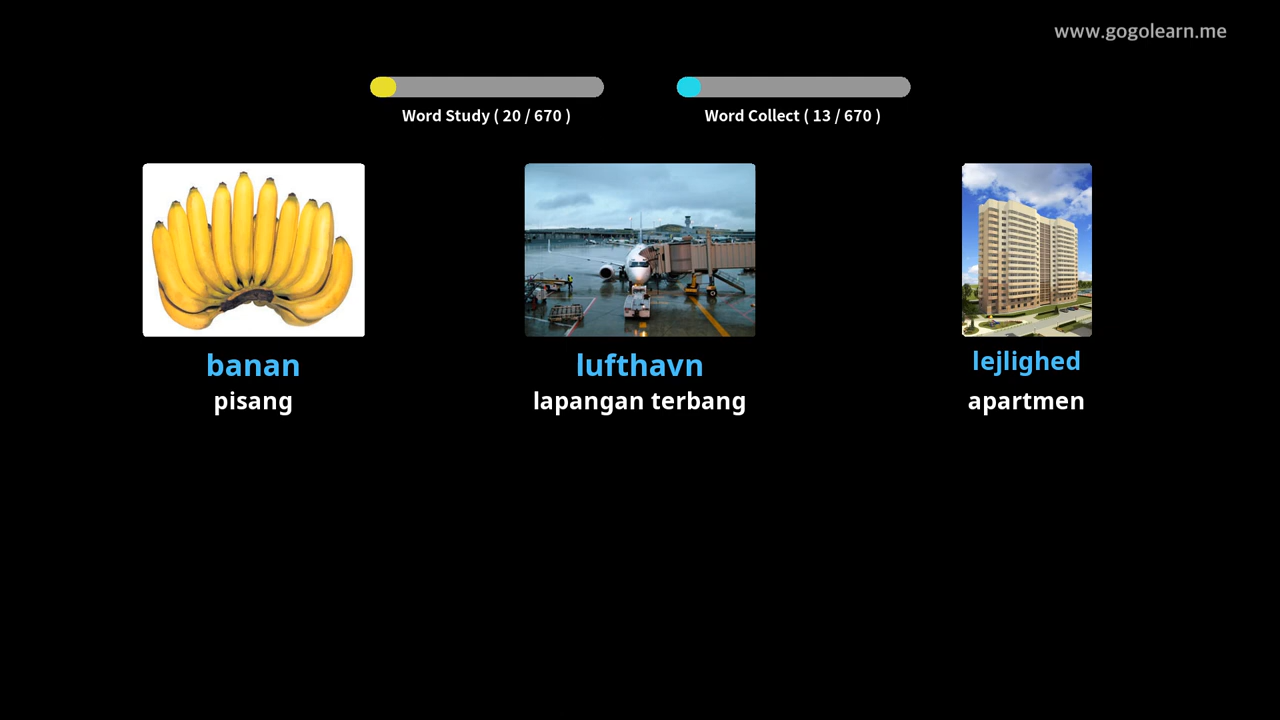 www.gogolearn.me
Word Study ( 20 / 670 )
Word Collect ( 13 / 670 )
banan
pisang
lufthavn
lapangan terbang
lejlighed
apartmen